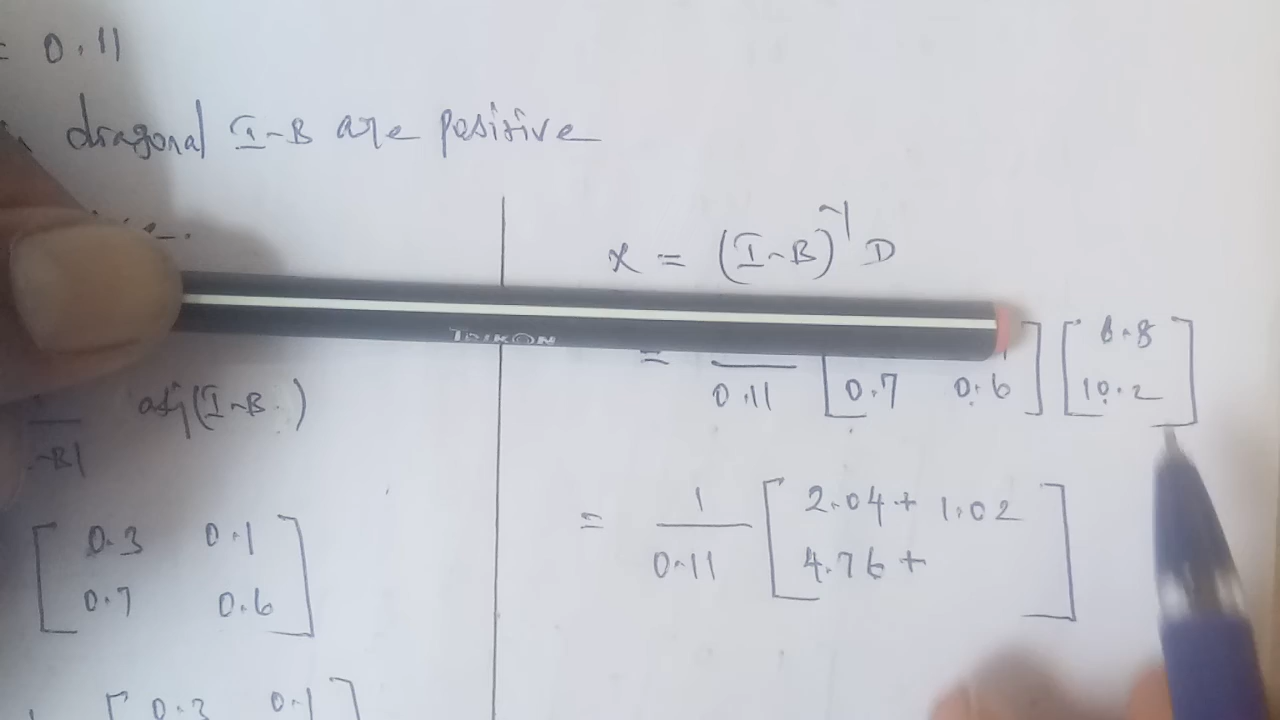 = 0.11
diagonal I-B are positive
adj(I-B)
-B|
[0.3 0.1
0.7 0.6]
[0.3 0.1]
x = (I-B)^-1 D
TRIKON
= 0.11 [0.7 0.6] [6.8
10.2]
= 1/0.11 [2.04 + 1.02
4.76 + ]